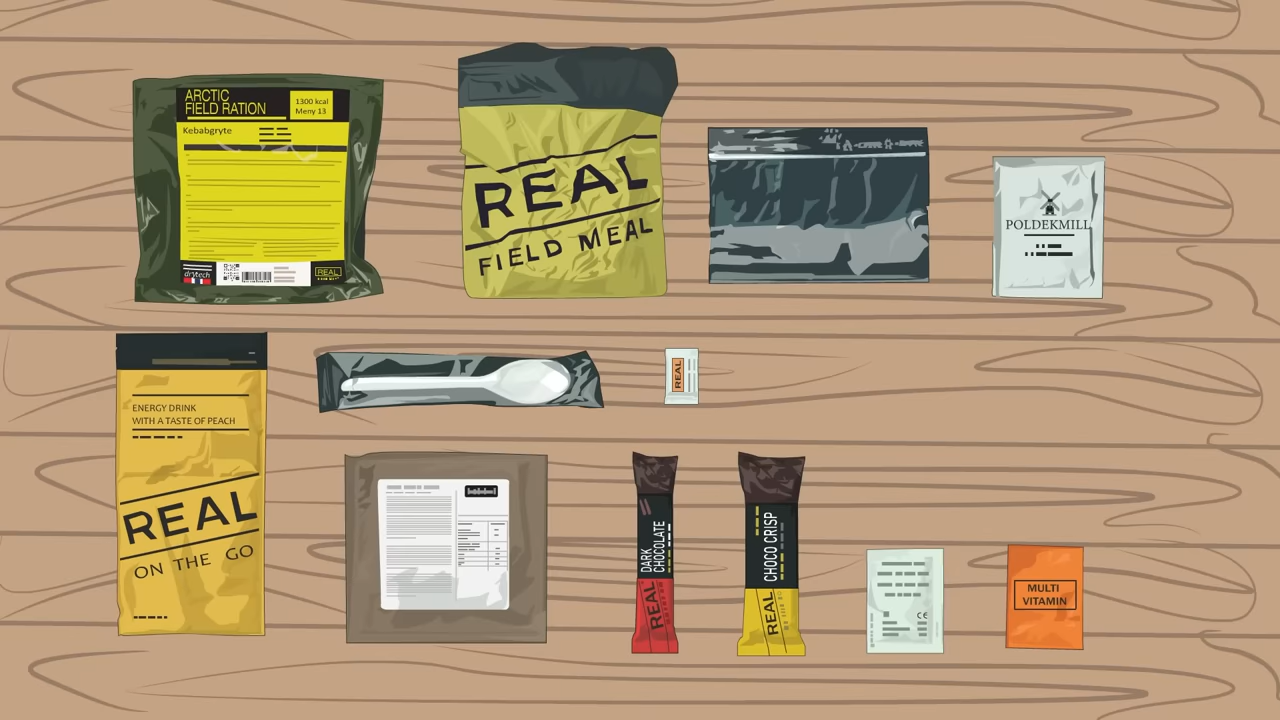 ARCTIC
FIELD RATION
1300 kcal
Meny 13
Kebabgryte
drytech
REAL
REAL
FIELD MEAL
POLDEKMILL
ENERGY DRINK
WITH A TASTE OF PEACH
REAL
ON THE GO
REAL
DARK
CHOCOLATE
REAL
CHOCO CRISP
REAL
CE
MULTI
VITAMIN